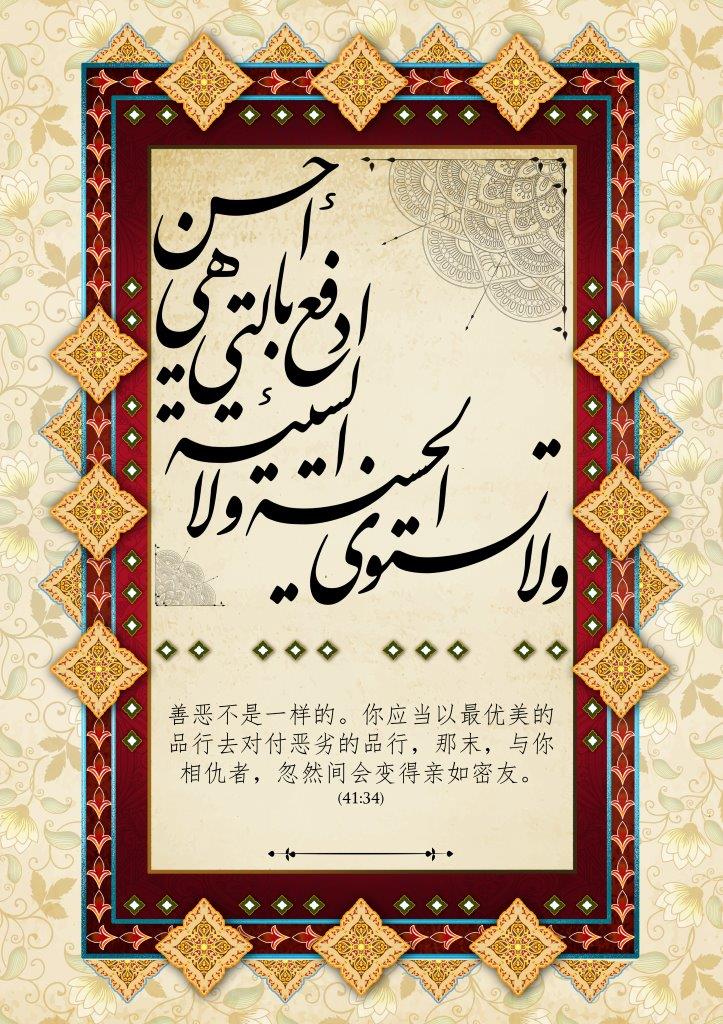 ولا تستوي
الحسنة ولا
السيئة
ادفع بالتي هي
أحسن
善恶不是一样的。你应当以最优美的
品行去对付恶劣的品行，那末，与你
相仇者，忽然间会变得亲如密友。
(41:34)